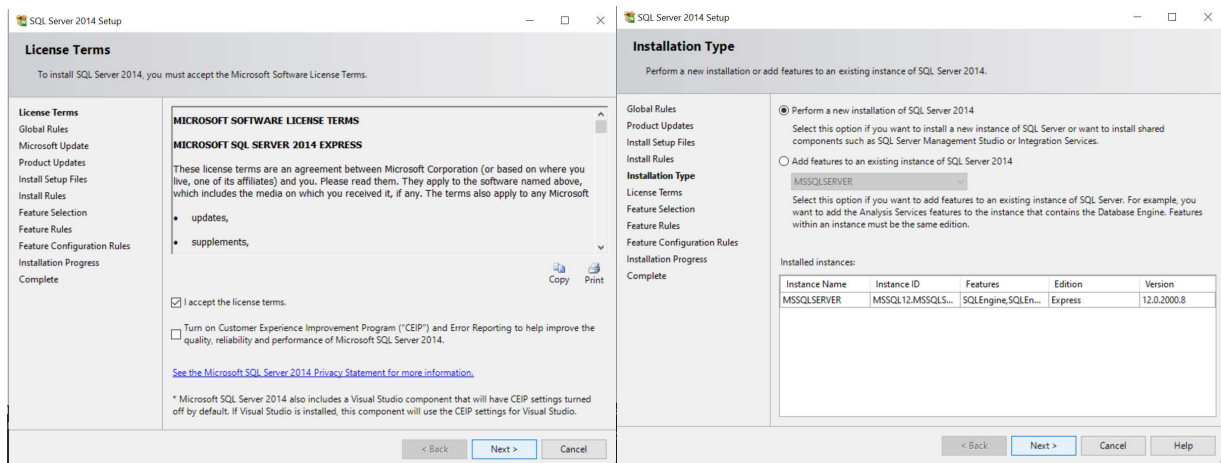 SQL Server 2014 Setup
License Terms
To install SQL Server 2014, you must accept the Microsoft Software License Terms.
License Terms
Global Rules
Microsoft Update
Product Updates
Install Setup Files
Install Rules
Feature Selection
Feature Rules
Feature Configuration Rules
Installation Progress
Complete
MICROSOFT SOFTWARE LICENSE TERMS
MICROSOFT SQL SERVER 2014 EXPRESS
These license terms are an agreement between Microsoft Corporation (or based on where you
live, one of its affiliates) and you. Please read them. They apply to the software named above,
which includes the media on which you received it, if any. The terms also apply to any Microsoft
• updates,
• supplements,
Copy Print
I accept the license terms.
Turn on Customer Experience Improvement Program ("CEIP") and Error Reporting to help improve the
quality, reliability and performance of Microsoft SQL Server 2014.
See the Microsoft SQL Server 2014 Privacy Statement for more information.
* Microsoft SQL Server 2014 also includes a Visual Studio component that will have CEIP settings turned
off by default. If Visual Studio is installed, this component will use the CEIP settings for Visual Studio.
< Back Next > Cancel
SQL Server 2014 Setup
Installation Type
Perform a new installation or add features to an existing instance of SQL Server 2014.
Global Rules
Product Updates
Install Setup Files
Install Rules
Installation Type
License Terms
Feature Selection
Feature Rules
Feature Configuration Rules
Installation Progress
Complete
Perform a new installation of SQL Server 2014
Select this option if you want to install a new instance of SQL Server or want to install shared
components such as SQL Server Management Studio or Integration Services.
Add features to an existing instance of SQL Server 2014
MSSQLSERVER
Select this option if you want to add features to an existing instance of SQL Server. For example, you
want to add the Analysis Services features to the instance that contains the Database Engine. Features
within an instance must be the same edition.
Installed instances:
Instance Name Instance ID Features Edition Version
MSSQLSERVER MSSQL12.MSSQLS... SQLEngine,SQLEn... Express 12.0.2000.8
< Back Next > Cancel Help